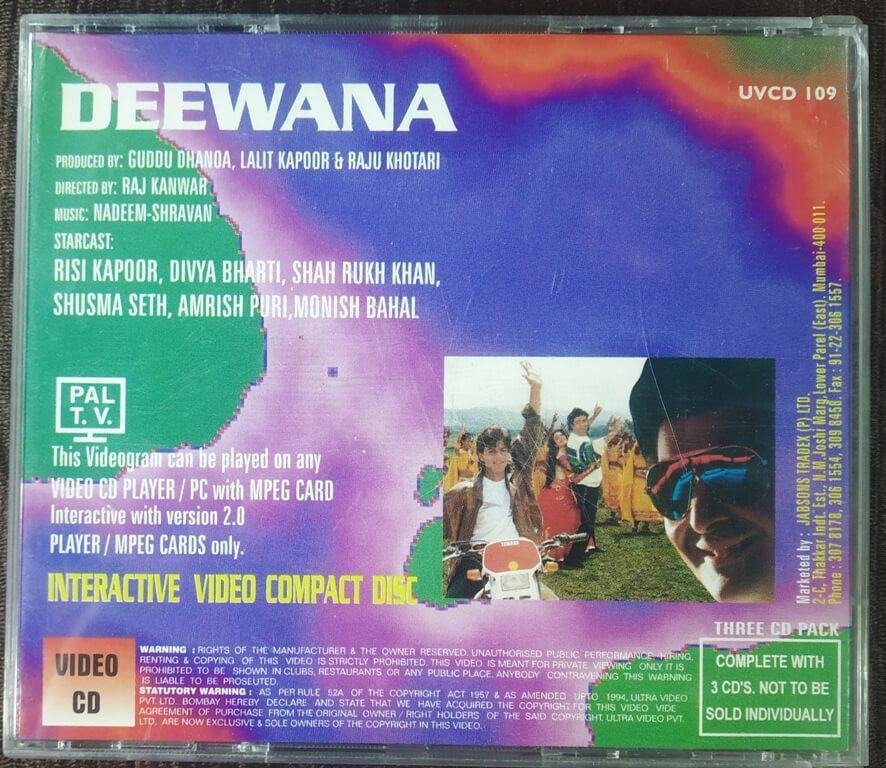 DEEWANA
UVCD 109
PRODUCED BY: GUDDU DHANOA, LALIT KAPOOR & RAJU KHOTARI
DIRECTED BY: RAJ KANWAR
MUSIC: NADEEM-SHRAVAN
STARCAST:
RISI KAPOOR, DIVYA BHARTI, SHAH RUKH KHAN,
SHUSMA SETH, AMRISH PURI,MONISH BAHAL
PAL
T.V.
This Videogram can be played on any
VIDEO CD PLAYER / PC with MPEG CARD
Interactive with version 2.0
PLAYER / MPEG CARDS only.
INTERACTIVE VIDEO COMPACT DISC
YAMAHA
Marketed by : JABSONS TRADEX (P) LTD.
2-C, Thakkar Indt. Est., N.M Joshi Marg, Lower Parel (East). Mumbai-400 011.
Phone : 307 8178, 306 1554, 309 8458. Fax : 91-22-306 1557.
THREE CD PACK
VIDEO
CD
WARNING : RIGHTS OF THE MANUFACTURER & THE OWNER RESERVED. UNAUTHORISED PUBLIC PERFORMANCE, HIRING,
RENTING & COPYING OF THIS VIDEO IS STRICTLY PROHIBITED. THIS VIDEO IS MEANT FOR PRIVATE VIEWING ONLY. IT IS
PROHIBITED TO BE SHOWN IN CLUBS, RESTAURANTS OR ANY PUBLIC PLACE. ANYBODY CONTRAVENING THIS WARNING
IS LIABLE TO BE PROSEUTED.
STATUTORY WARNING : AS PER RULE 52A OF THE COPYRIGHT ACT 1957 & AS AMENDED UPTO 1994, ULTRA VIDEO
PVT. LTD. BOMBAY HEREBY DECLARE AND STATE THAT WE HAVE ACQUIRED THE COPYRIGHT FOR THIS VIDEO VIDE
AGREEMENT OF PURCHASE FROM THE ORIGINAL OWNER / RIGHT HOLDERS OF THE SAID COPYRIGHT. ULTRA VIDEO PVT.
LTD. ARE NOW EXCLUSIVE & SOLE OWNERS OF THE COPYRIGHT IN THIS VIDEO.
COMPLETE WITH
3 CD'S. NOT TO BE
SOLD INDIVIDUALLY